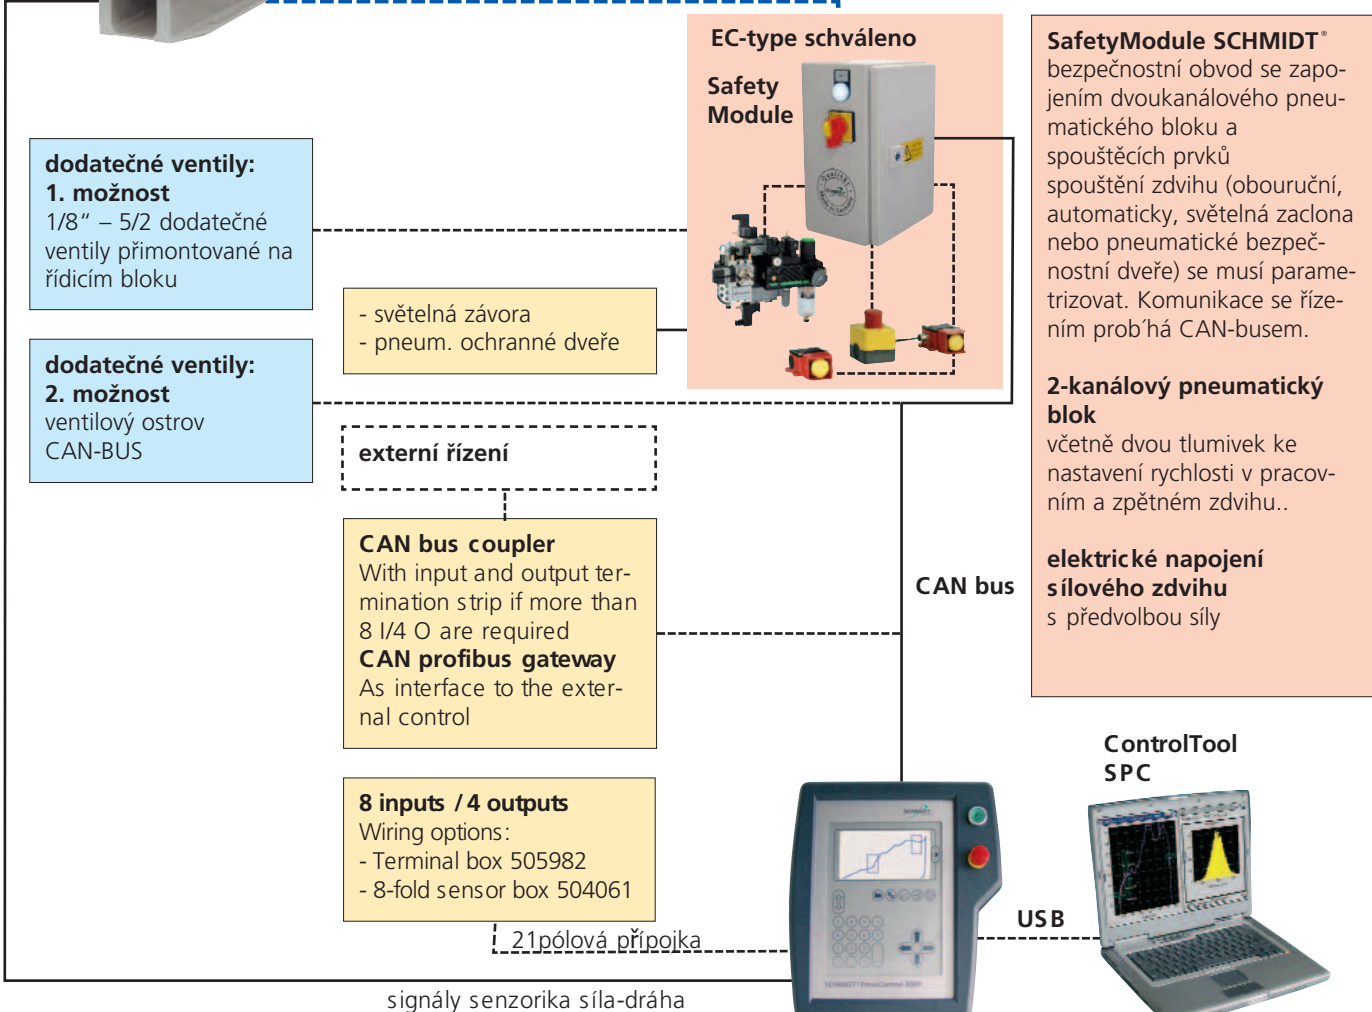 EC-type schváleno
Safety
Module
SafetyModule SCHMIDT®
bezpečnostní obvod se zapo-
jením dvoukanálového pneu-
matického bloku a
spouštěcích prvků
spouštění zdvihu (obouruční,
automaticky, světelná zaclona
nebo pneumatické bezpeč-
nostní dveře) se musí parame-
trizovat. Komunikace se říze-
ním prob´há CAN-busem.
2-kanálový pneumatický
blok
včetně dvou tlumivek ke
nastavení rychlosti v pracov-
ním a zpětném zdvihu..
elektrické napojení
sílového zdvihu
s předvolbou síly
dodatečné ventily:
1. možnost
1/8“ – 5/2 dodatečné
ventily přimontované na
řídicím bloku
- světelná závora
- pneum. ochranné dveře
dodatečné ventily:
2. možnost
ventilový ostrov
CAN-BUS
externí řízení
CAN bus coupler
With input and output ter-
mination strip if more than
8 I/4 O are required
CAN profibus gateway
As interface to the exter-
nal control
CAN bus
8 inputs / 4 outputs
Wiring options:
- Terminal box 505982
- 8-fold sensor box 504061
21pólová přípojka
signály senzorika síla-dráha
ControlTool
SPC
USB
SCHMIDT
SCHMIDT® PressControl 3000